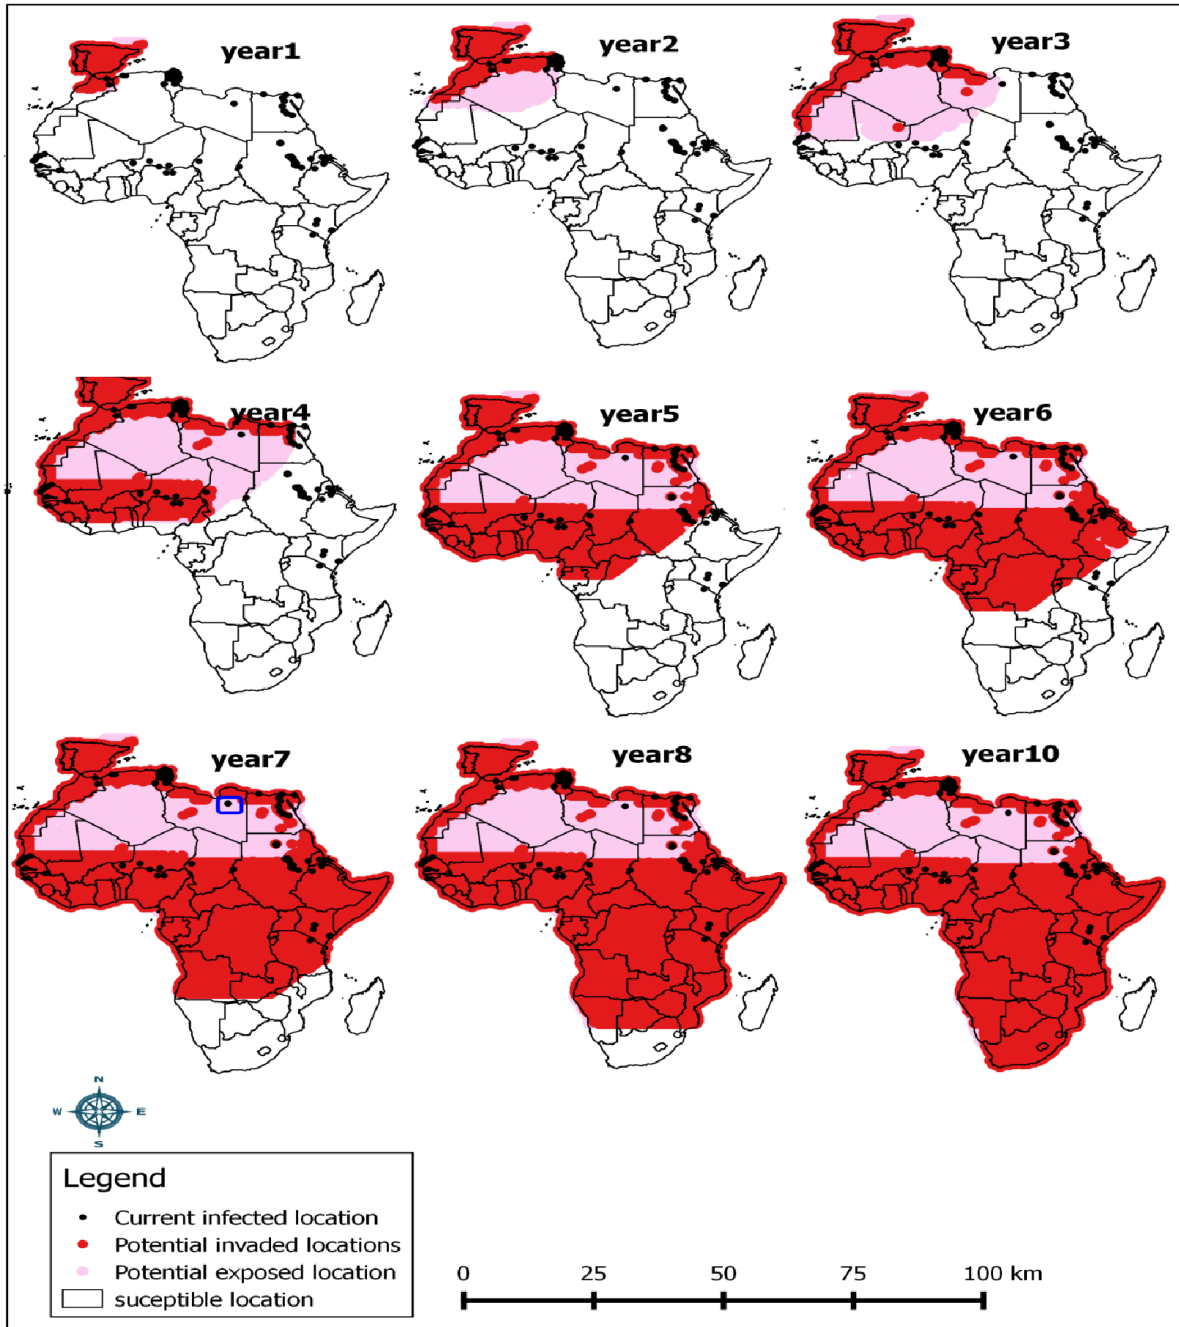 year1
year2
year3
year4
year5
year6
year7
year8
year10
N
W E
S
Legend
Current infected location
Potential invaded locations
Potential exposed location
suceptible location
0 25 50 75 100 km